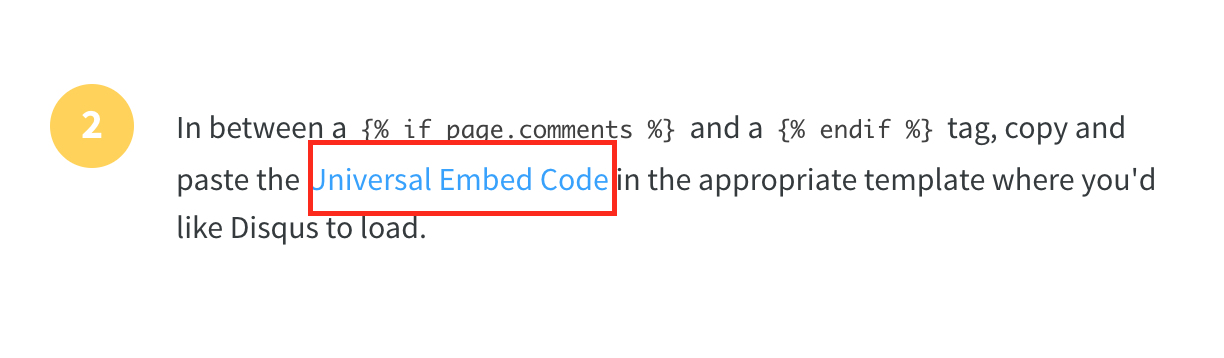 2
In between a {% if page.comments %} and a {% endif %} tag, copy and
paste the Universal Embed Code in the appropriate template where you'd
like Disqus to load.